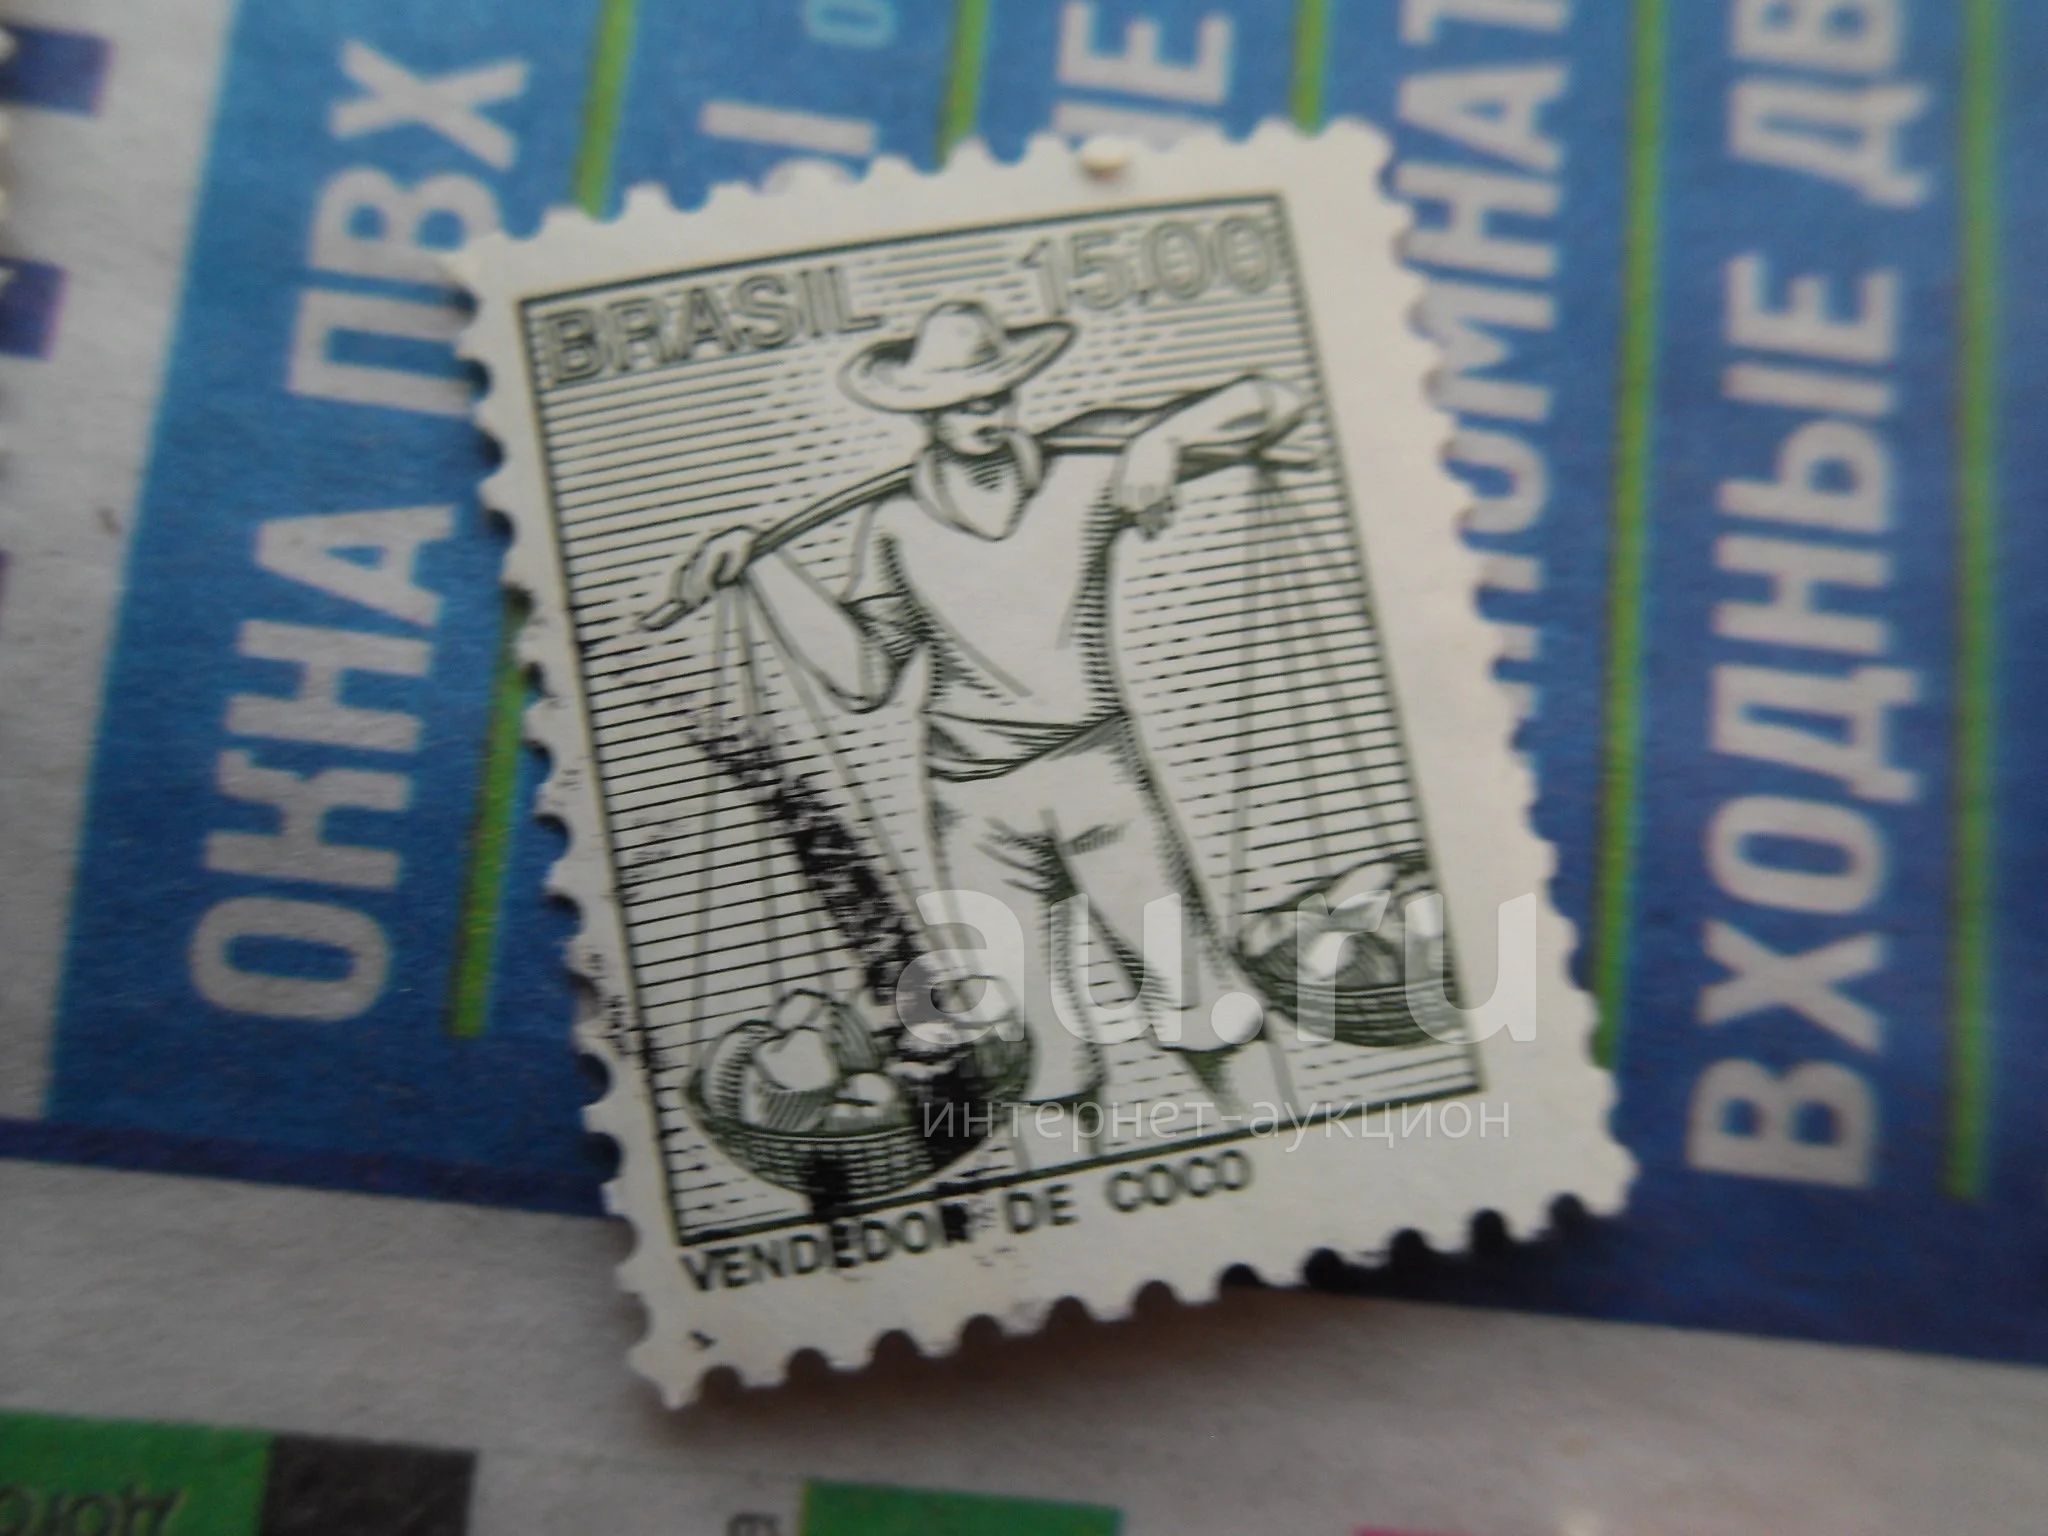 BRASIL 15,00
VENDEDOR DE COCO
ОКНА ПВХ
ВХОДНЫЕ ДВ
au.ru
интернет-аукцион